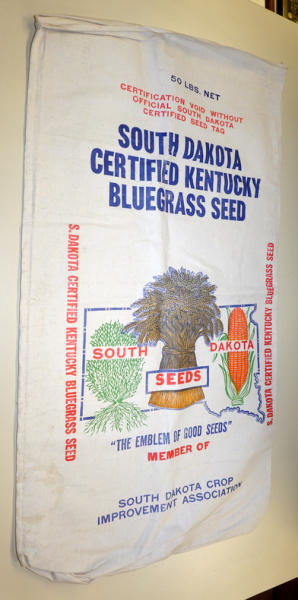 50 LBS. NET
CERTIFICATION VOID WITHOUT
OFFICIAL SOUTH DAKOTA
CERTIFIED SEED TAG
SOUTH DAKOTA
CERTIFIED KENTUCKY
BLUEGRASS SEED
S. DAKOTA CERTIFIED KENTUCKY BLUEGRASS SEED
S. DAKOTA CERTIFIED KENTUCKY BLUEGRASS SEED
SOUTH DAKOTA
SEEDS
"THE EMBLEM OF GOOD SEEDS"
MEMBER OF
SOUTH DAKOTA CROP
IMPROVEMENT ASSOCIATION